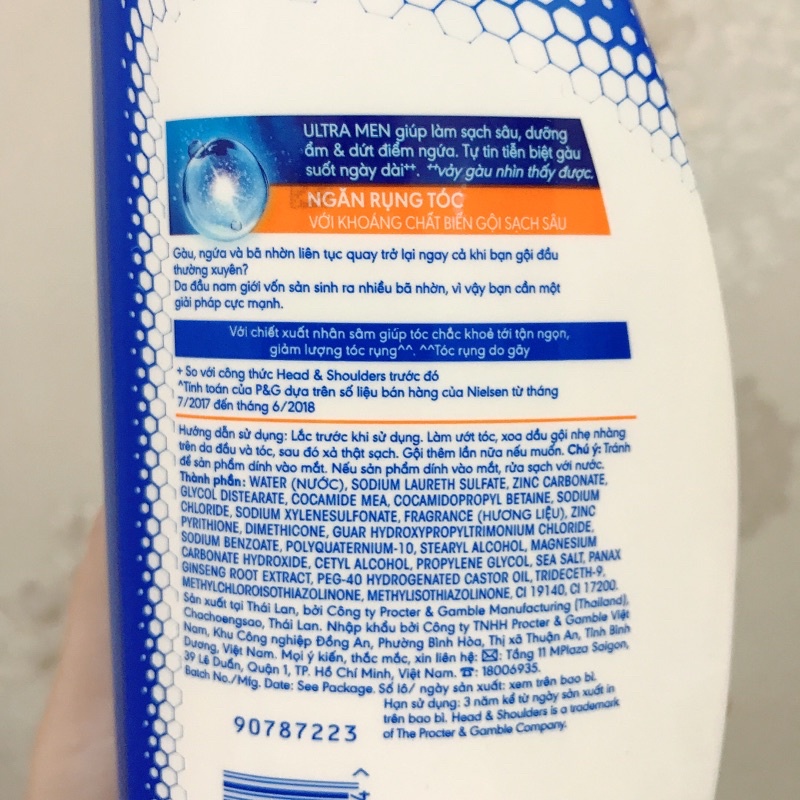 ULTRA MEN giúp làm sạch sâu, dưỡng
ẩm & dứt điểm ngứa. Tự tin tiễn biệt gàu
suốt ngày dài⁺⁺. ⁺⁺vảy gàu nhìn thấy được.
NGĂN RỤNG TÓC
VỚI KHOÁNG CHẤT BIỂN GỘI SẠCH SÂU
Gàu, ngứa và bã nhờn liên tục quay trở lại ngay cả khi bạn gội đầu
thường xuyên?
Da đầu nam giới vốn sản sinh ra nhiều bã nhờn, vì vậy bạn cần một
giải pháp cực mạnh.
Với chiết xuất nhân sâm giúp tóc chắc khoẻ tới tận ngọn,
giảm lượng tóc rụng^^. ^^Tóc rụng do gãy
+ So với công thức Head & Shoulders trước đó
^Tính toán của P&G dựa trên số liệu bán hàng của Nielsen từ tháng
7/2017 đến tháng 6/2018
Hướng dẫn sử dụng: Lắc trước khi sử dụng. Làm ướt tóc, xoa dầu gội nhẹ nhàng
trên da đầu và tóc, sau đó xả thật sạch. Gội thêm lần nữa nếu muốn. Chú ý: Tránh
để sản phẩm dính vào mắt. Nếu sản phẩm dính vào mắt, rửa sạch với nước.
Thành phần: WATER (NƯỚC), SODIUM LAURETH SULFATE, ZINC CARBONATE,
GLYCOL DISTEARATE, COCAMIDE MEA, COCAMIDOPROPYL BETAINE, SODIUM
CHLORIDE, SODIUM XYLENESULFONATE, FRAGRANCE (HƯƠNG LIỆU), ZINC
PYRITHIONE, DIMETHICONE, GUAR HYDROXYPROPYLTRIMONIUM CHLORIDE,
SODIUM BENZOATE, POLYQUATERNIUM-10, STEARYL ALCOHOL, MAGNESIUM
CARBONATE HYDROXIDE, CETYL ALCOHOL, PROPYLENE GLYCOL, SEA SALT, PANAX
GINSENG ROOT EXTRACT, PEG-40 HYDROGENATED CASTOR OIL, TRIDECETH-9,
METHYLCHLOROISOTHIAZOLINONE, METHYLISOTHIAZOLINONE, CI 19140, CI 17200.
Sản xuất tại Thái Lan, bởi Công ty Procter & Gamble Manufacturing (Thailand),
Chachoengsao, Thái Lan. Nhập khẩu bởi Công ty TNHH Procter & Gamble Việt
Nam, Khu Công nghiệp Đồng An, Phường Bình Hòa, Thị xã Thuận An, Tỉnh Bình
Dương, Việt Nam. Mọi ý kiến, thắc mắc, xin liên hệ: ✉: Tầng 11 MPlaza Saigon,
39 Lê Duẩn, Quận 1, TP. Hồ Chí Minh, Việt Nam. ☎: 18006935.
Batch No./Mfg. Date: See Package. Số lô/ ngày sản xuất: xem trên bao bì.
Hạn sử dụng: 3 năm kể từ ngày sản xuất in
trên bao bì. Head & Shoulders is a trademark
of The Procter & Gamble Company.
90787223